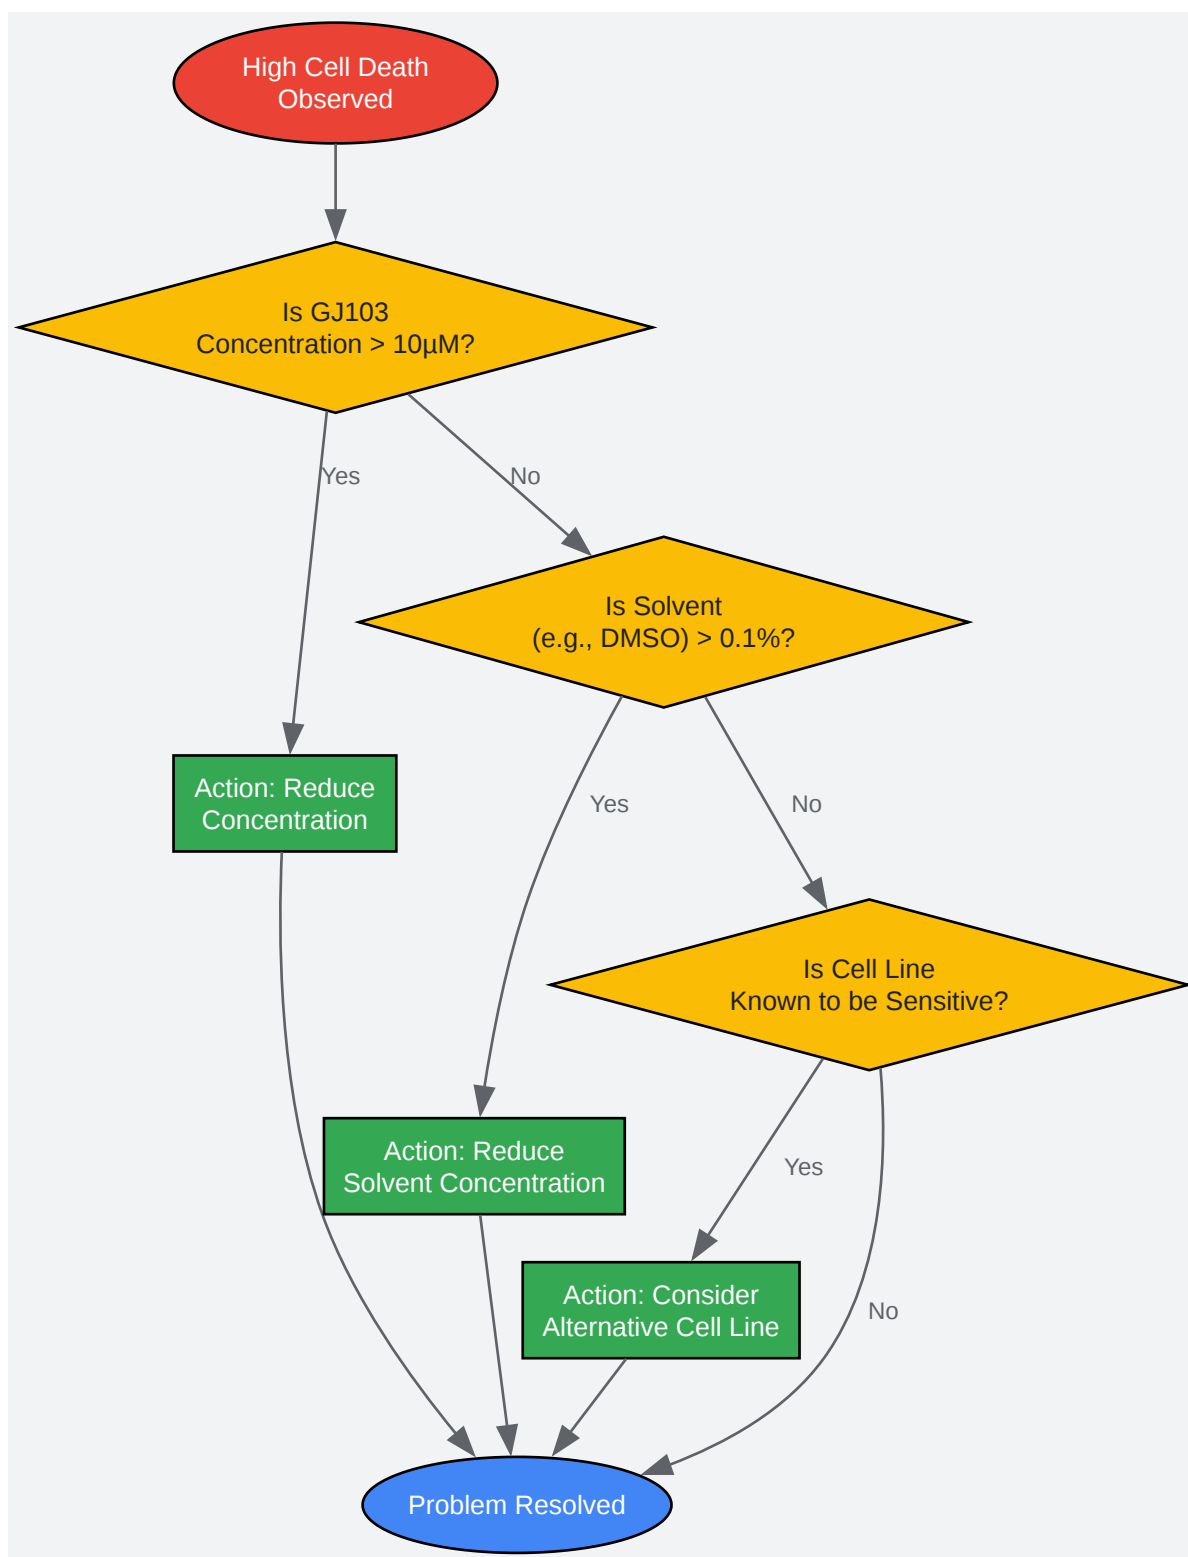 High Cell Death
Observed
Is GJ103
Concentration > 10µM?
Yes
No
Is Solvent
(e.g., DMSO) > 0.1%?
Action: Reduce
Concentration
Yes
No
Is Cell Line
Known to be Sensitive?
Action: Reduce
Solvent Concentration
Yes
Action: Consider
Alternative Cell Line
No
Problem Resolved